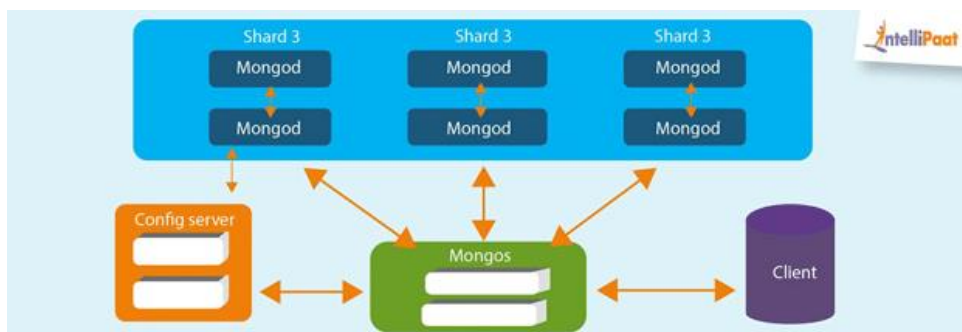 Shard 3 Shard 3 Shard 3
Mongod Mongod Mongod
Mongod Mongod Mongod
IntelliPaat
Config server
Mongos
Client